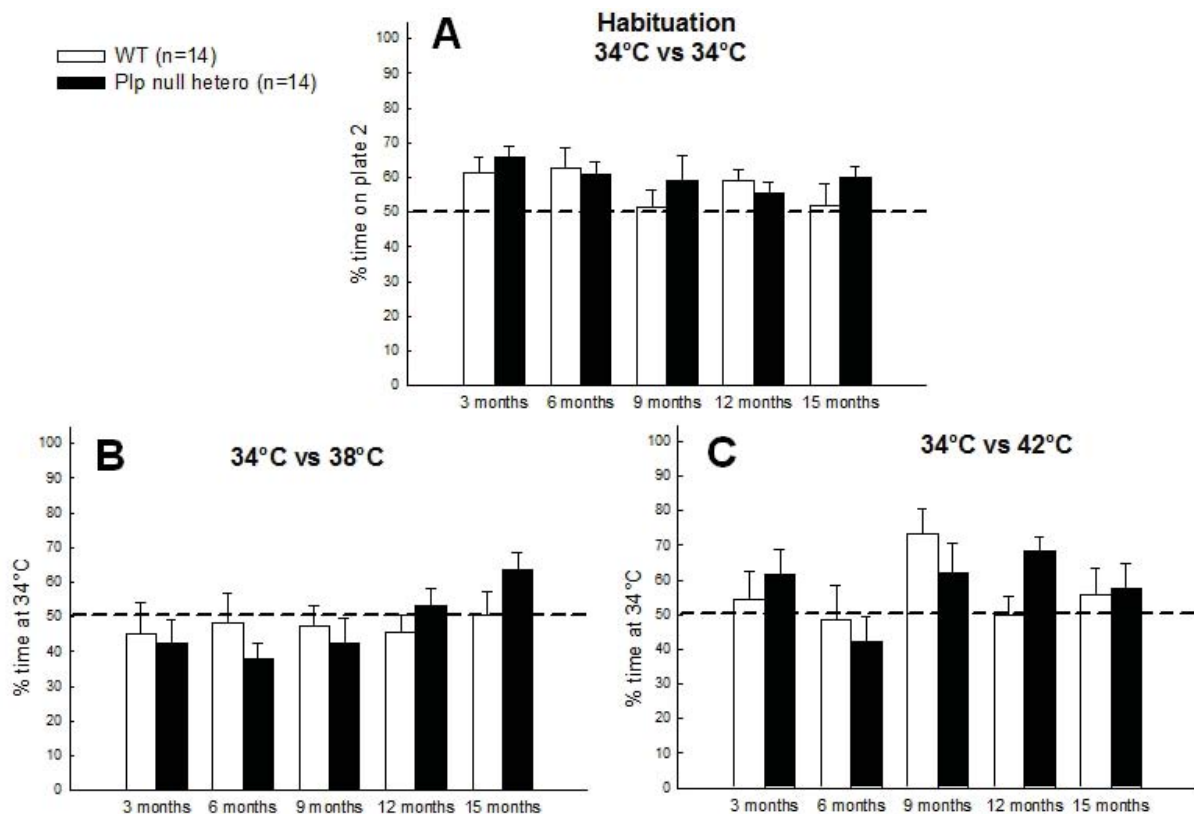 A
Habituation
34°C vs 34°C
WT (n=14)
Plp null hetero (n=14)
% time on plate 2
100
90
80
70
60
50
40
30
20
10
0
3 months 6 months 9 months 12 months 15 months
B
34°C vs 38°C
% time at 34°C
100
90
80
70
60
50
40
30
20
10
0
3 months 6 months 9 months 12 months 15 months
C
34°C vs 42°C
% time at 34 °C
100
90
80
70
60
50
40
30
20
10
0
3 months 6 months 9 months 12 months 15 months